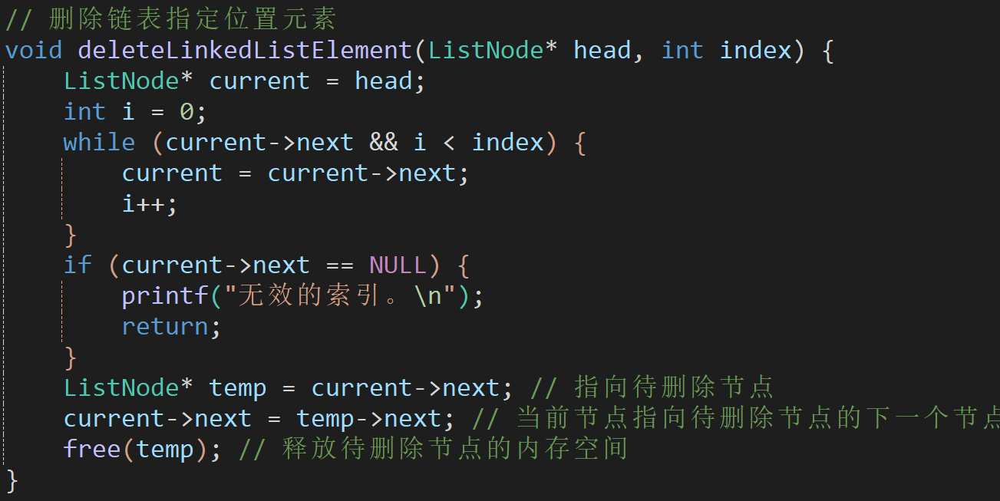 // 删除链表指定位置元素
void deleteLinkedListElement(ListNode* head, int index) {
    ListNode* current = head;
    int i = 0;
    while (current->next && i < index) {
        current = current->next;
        i++;
    }
    if (current->next == NULL) {
        printf("无效的索引。\n");
        return;
    }
    ListNode* temp = current->next; // 指向待删除节点
    current->next = temp->next; // 当前节点指向待删除节点的下一个节点
    free(temp); // 释放待删除节点的内存空间
}